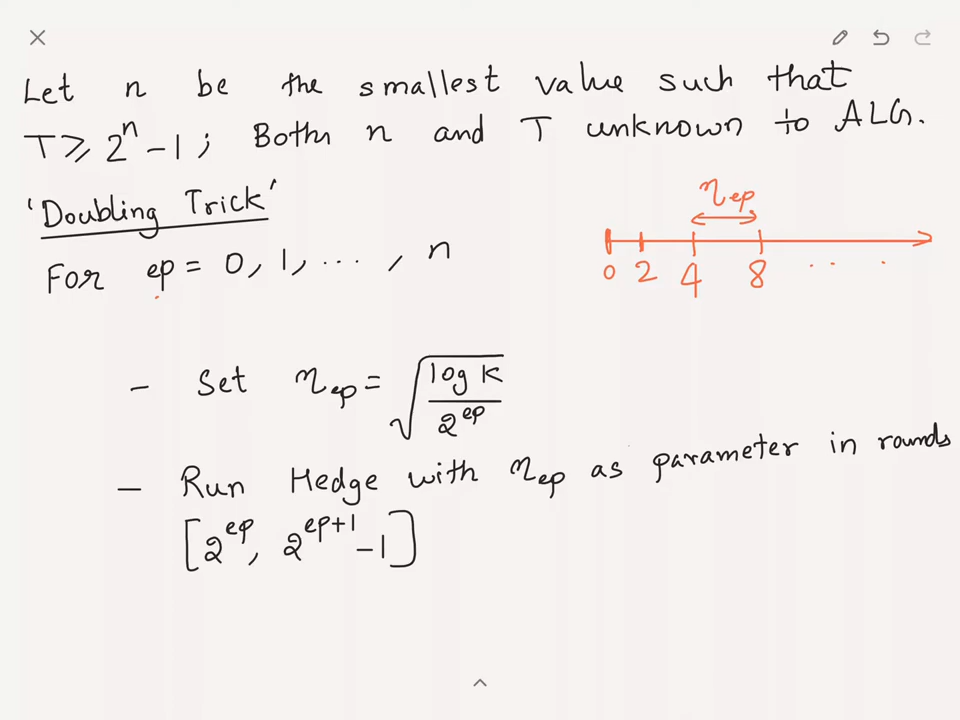 Let n be the smallest value such that
T ⩾ 2^n - 1 ; Both n and T unknown to ALG.
'Doubling Trick'
η_ep
For ep = 0, 1, ... , n
0 2 4 8 . . .
- Set η_ep = √(log K / 2^ep)
- Run Hedge with η_ep as parameter in rounds
[2^ep, 2^ep+1 - 1]